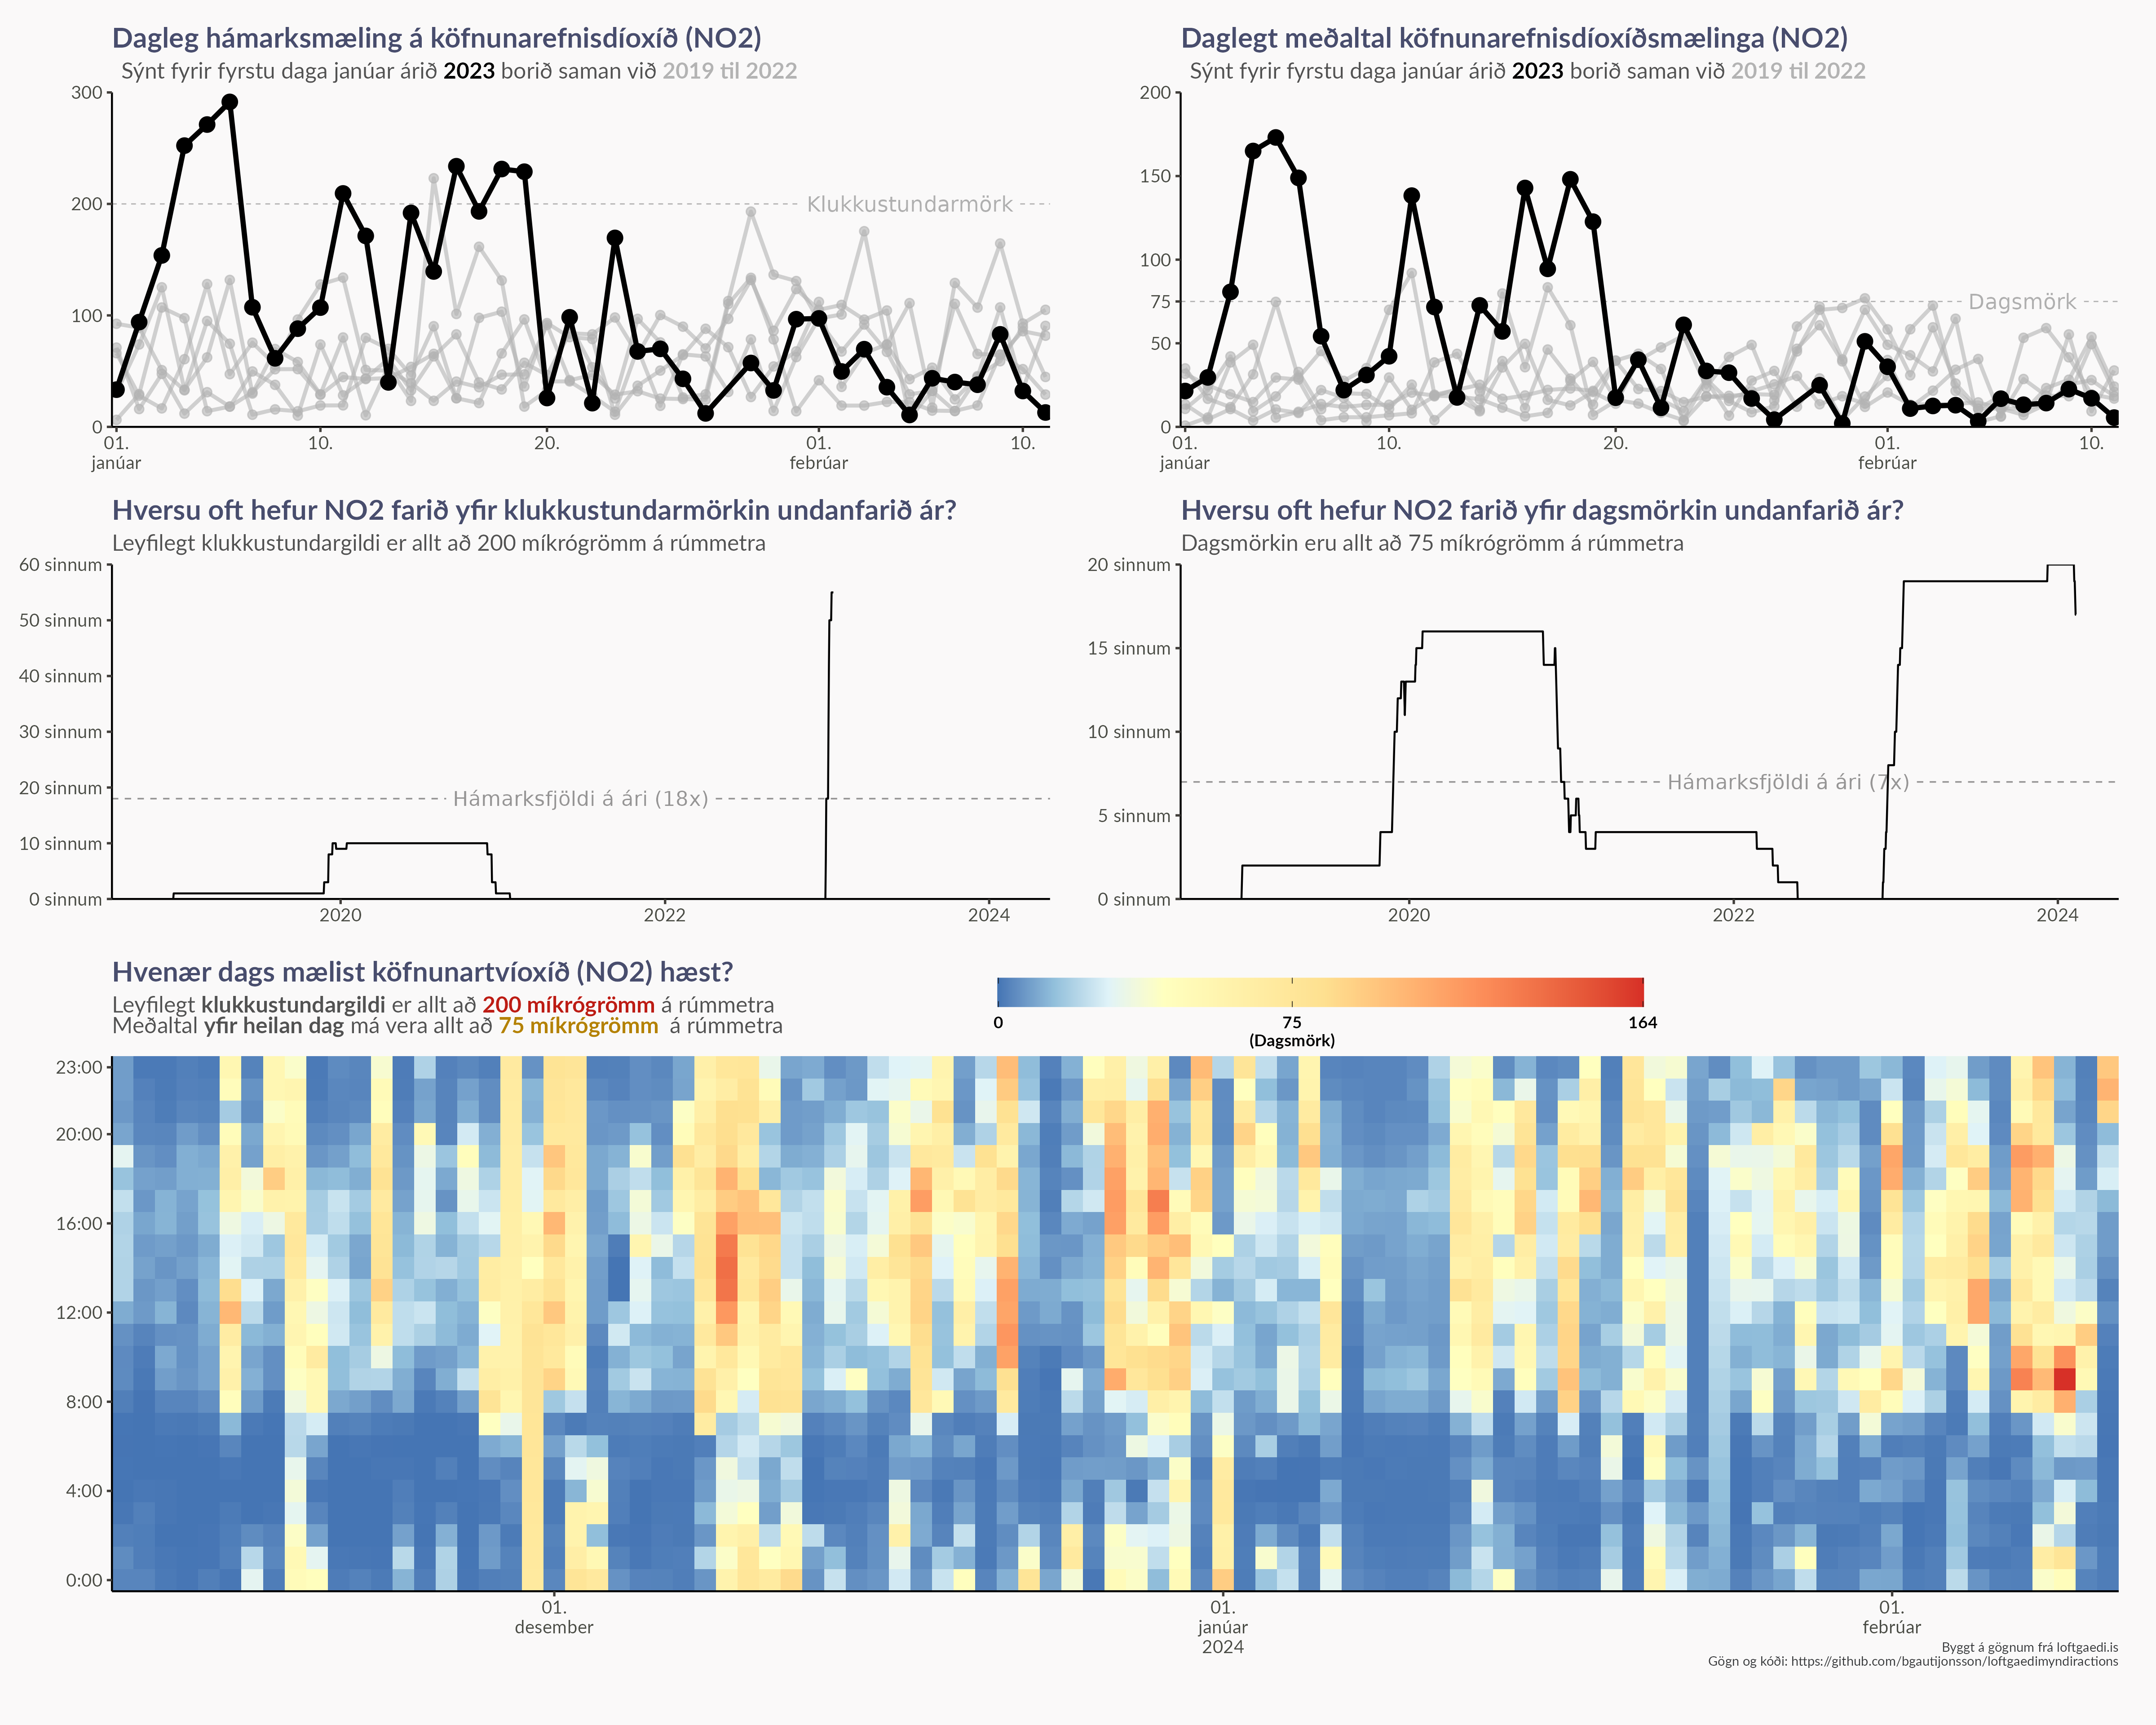 Dagleg hámarksmæling á köfnunarefnisdíoxíð (NO2)
Sýnt fyrir fyrstu daga janúar árið 2023 borið saman við 2019 til 2022
300
200
100
0
Klukkustundarmörk
01.
janúar
10.
20.
01.
febrúar
10.
Daglegt meðaltal köfnunarefnisdíoxíðsmælinga (NO2)
Sýnt fyrir fyrstu daga janúar árið 2023 borið saman við 2019 til 2022
200
150
100
75
50
0
Dagsmörk
01.
janúar
10.
20.
01.
febrúar
10.
Hversu oft hefur NO2 farið yfir klukkustundarmörkin undanfarið ár?
Leyfilegt klukkustundargildi er allt að 200 míkrógrömm á rúmmetra
60 sinnum
50 sinnum
40 sinnum
30 sinnum
20 sinnum
10 sinnum
0 sinnum
Hámarksfjöldi á ári (18x)
2020
2022
2024
Hversu oft hefur NO2 farið yfir dagsmörkin undanfarið ár?
Dagsmörkin eru allt að 75 míkrógrömm á rúmmetra
20 sinnum
15 sinnum
10 sinnum
5 sinnum
0 sinnum
Hámarksfjöldi á ári (7x)
2020
2022
2024
Hvenær dags mælist köfnunartvíoxíð (NO2) hæst?
Leyfilegt klukkustundargildi er allt að 200 míkrógrömm á rúmmetra
Meðaltal yfir heilan dag má vera allt að 75 míkrógrömm á rúmmetra
0
75
(Dagsmörk)
164
23:00
20:00
16:00
12:00
8:00
4:00
0:00
01.
desember
01.
janúar
2024
01.
febrúar
Byggt á gögnum frá loftgaedi.is
Gögn og kóði: https://github.com/bgautijonsson/loftgaedimyndiractions